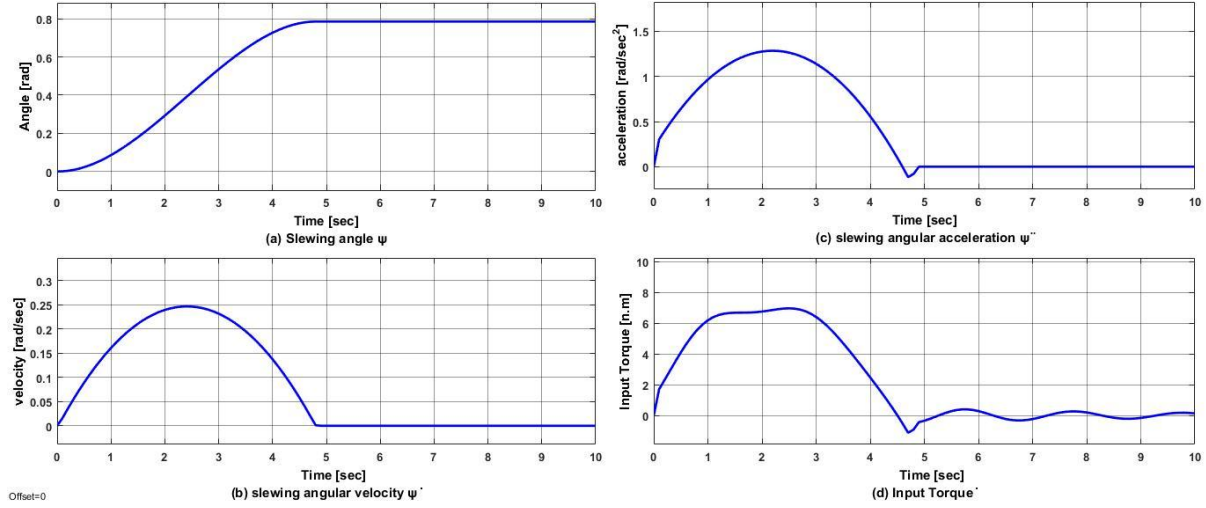 0.8
0.6
0.4
0.2
0
Angle [rad]
0 1 2 3 4 5 6 7 8 9 10
Time [sec]
(a) Slewing angle ψ
1.5
1
0.5
0
acceleration [rad/sec²]
0 1 2 3 4 5 6 7 8 9 10
Time [sec]
(c) slewing angular acceleration ψ¨
0.3
0.25
0.2
0.15
0.1
0.05
0
velocity [rad/sec]
0 1 2 3 4 5 6 7 8 9 10
Time [sec]
(b) slewing angular velocity ψ˙
Offset=0
10
8
6
4
2
0
Input Torque [n.m]
0 1 2 3 4 5 6 7 8 9 10
Time [sec]
(d) Input Torque˙